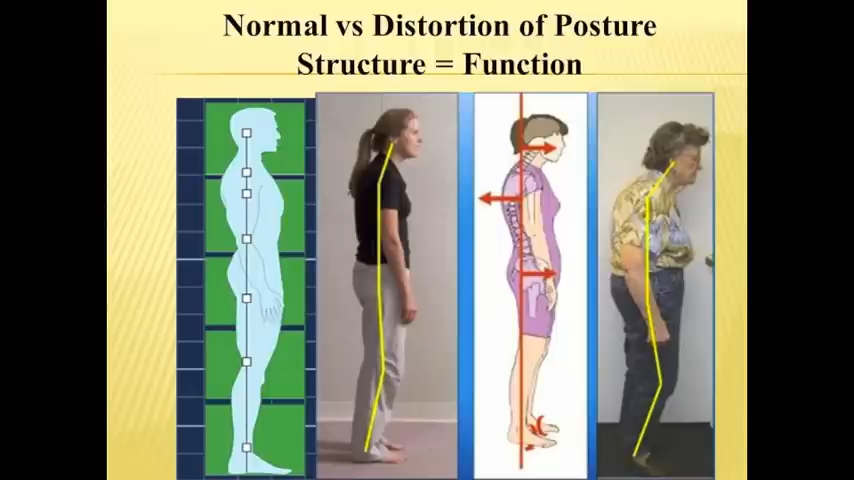 Normal vs Distortion of Posture
Structure = Function